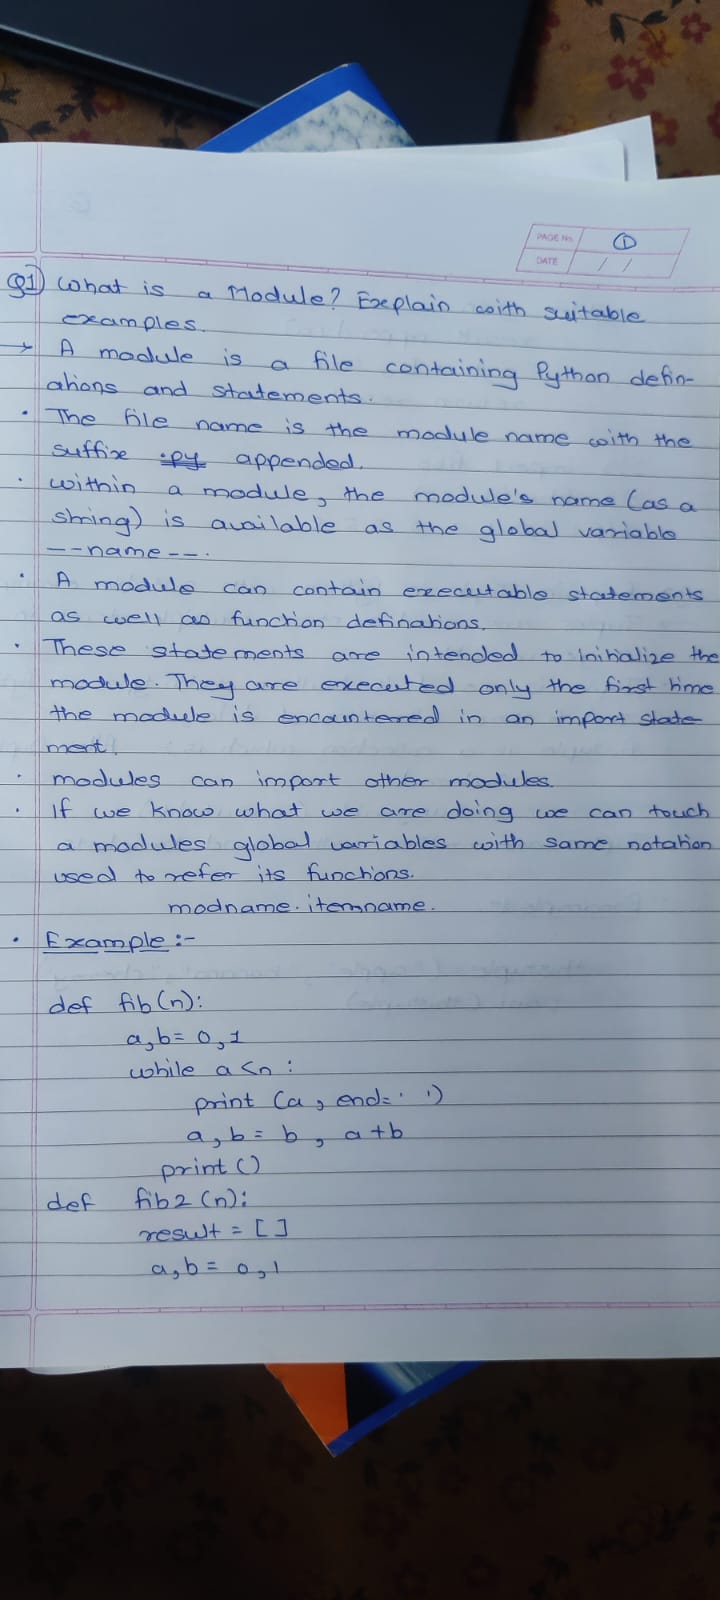 PAGE No. 1
DATE / /
Q1) What is a Module? Explain with suitable
examples.
→ A module is a file containing Python defin-
ations and statements.
• The file name is the module name with the
suffix .py appended.
• within a module, the module's name (as a
string) is available as the global variable
__name__.
• A module can contain executable statements
as well as function definations.
• These statements are intended to initialize the
module. They are executed only the first time
the module is encountered in an import state-
ment.
• modules can import other modules.
• If we know what we are doing we can touch
a modules global variables with same notation
used to refer its functions.
modname.itemname.
• Example :-
def fib(n):
a,b= 0,1
while a<n :
print (a, end=' ')
a,b = b, a+b
print()
def fib2(n):
result = []
a,b = 0,1